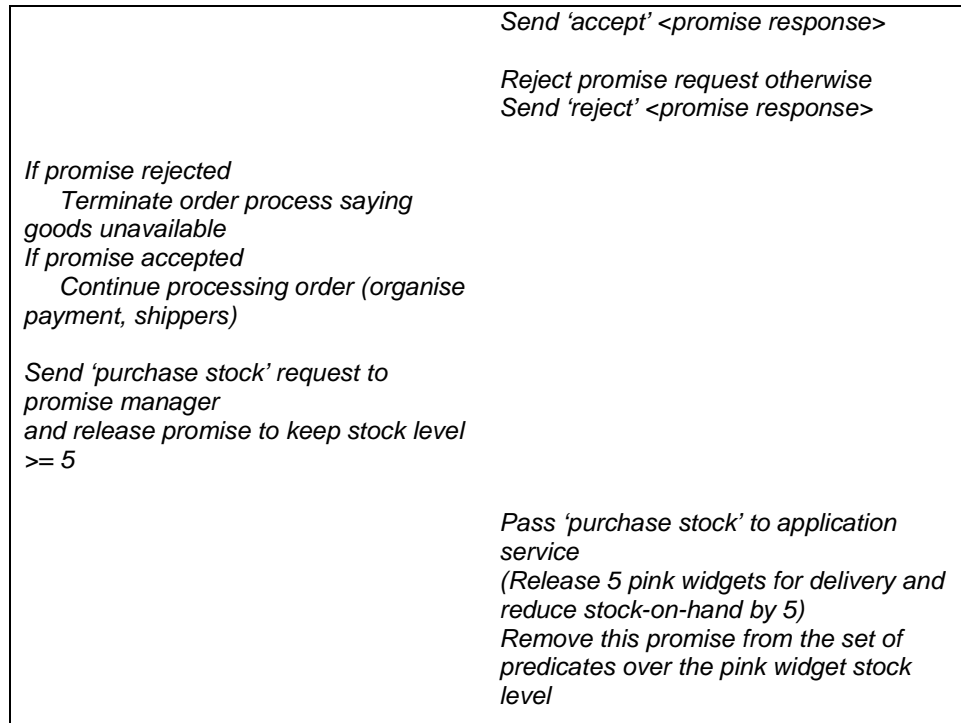 Send ‘accept’ <promise response>
Reject promise request otherwise
Send ‘reject’ <promise response>
If promise rejected
Terminate order process saying
goods unavailable
If promise accepted
Continue processing order (organise
payment, shippers)
Send ‘purchase stock’ request to
promise manager
and release promise to keep stock level
>= 5
Pass ‘purchase stock’ to application
service
(Release 5 pink widgets for delivery and
reduce stock-on-hand by 5)
Remove this promise from the set of
predicates over the pink widget stock
level